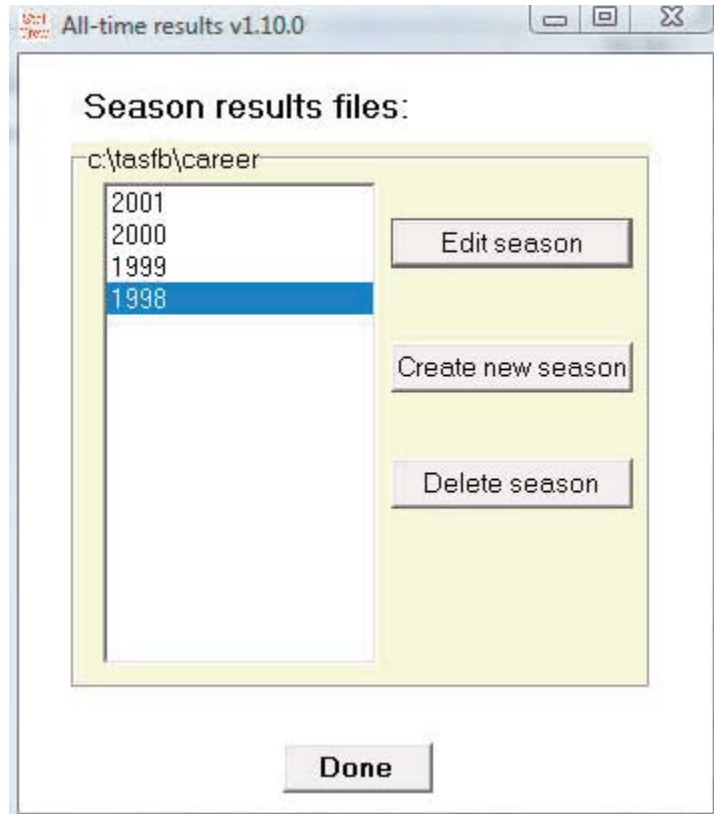 All-time results v1.10.0
Season results files:
c:\tasfb\career
2001
2000
1999
1998
Edit season
Create new season
Delete season
Done